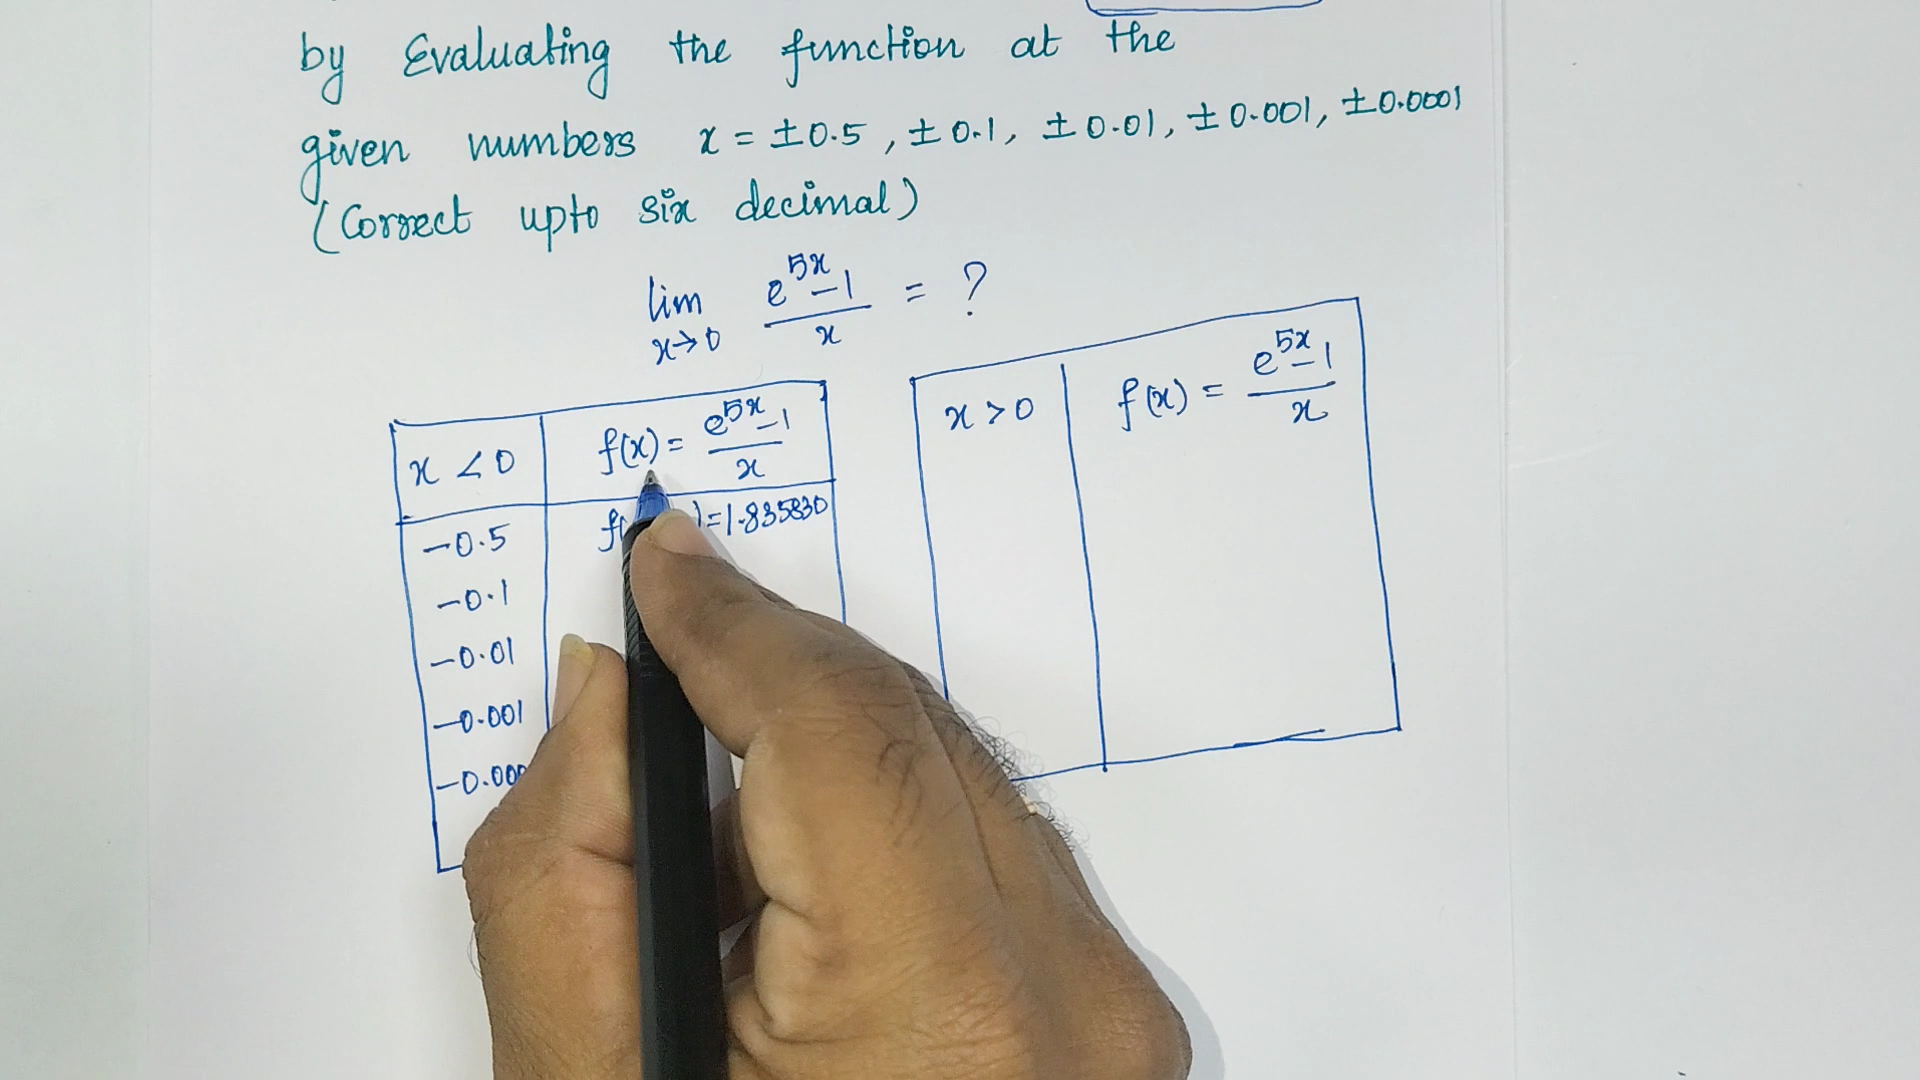 by Evaluating the function at the
given numbers x = ±0.5, ±0.1, ±0.01, ±0.001, ±0.0001
(Correct upto six decimal)
lim x→0 (e^{5x}-1)/x = ?
x < 0 f(x) = (e^{5x}-1)/x
-0.5 f( ) = 1.835830
-0.1
-0.01
-0.001
-0.000
x > 0 f(x) = (e^{5x}-1)/x